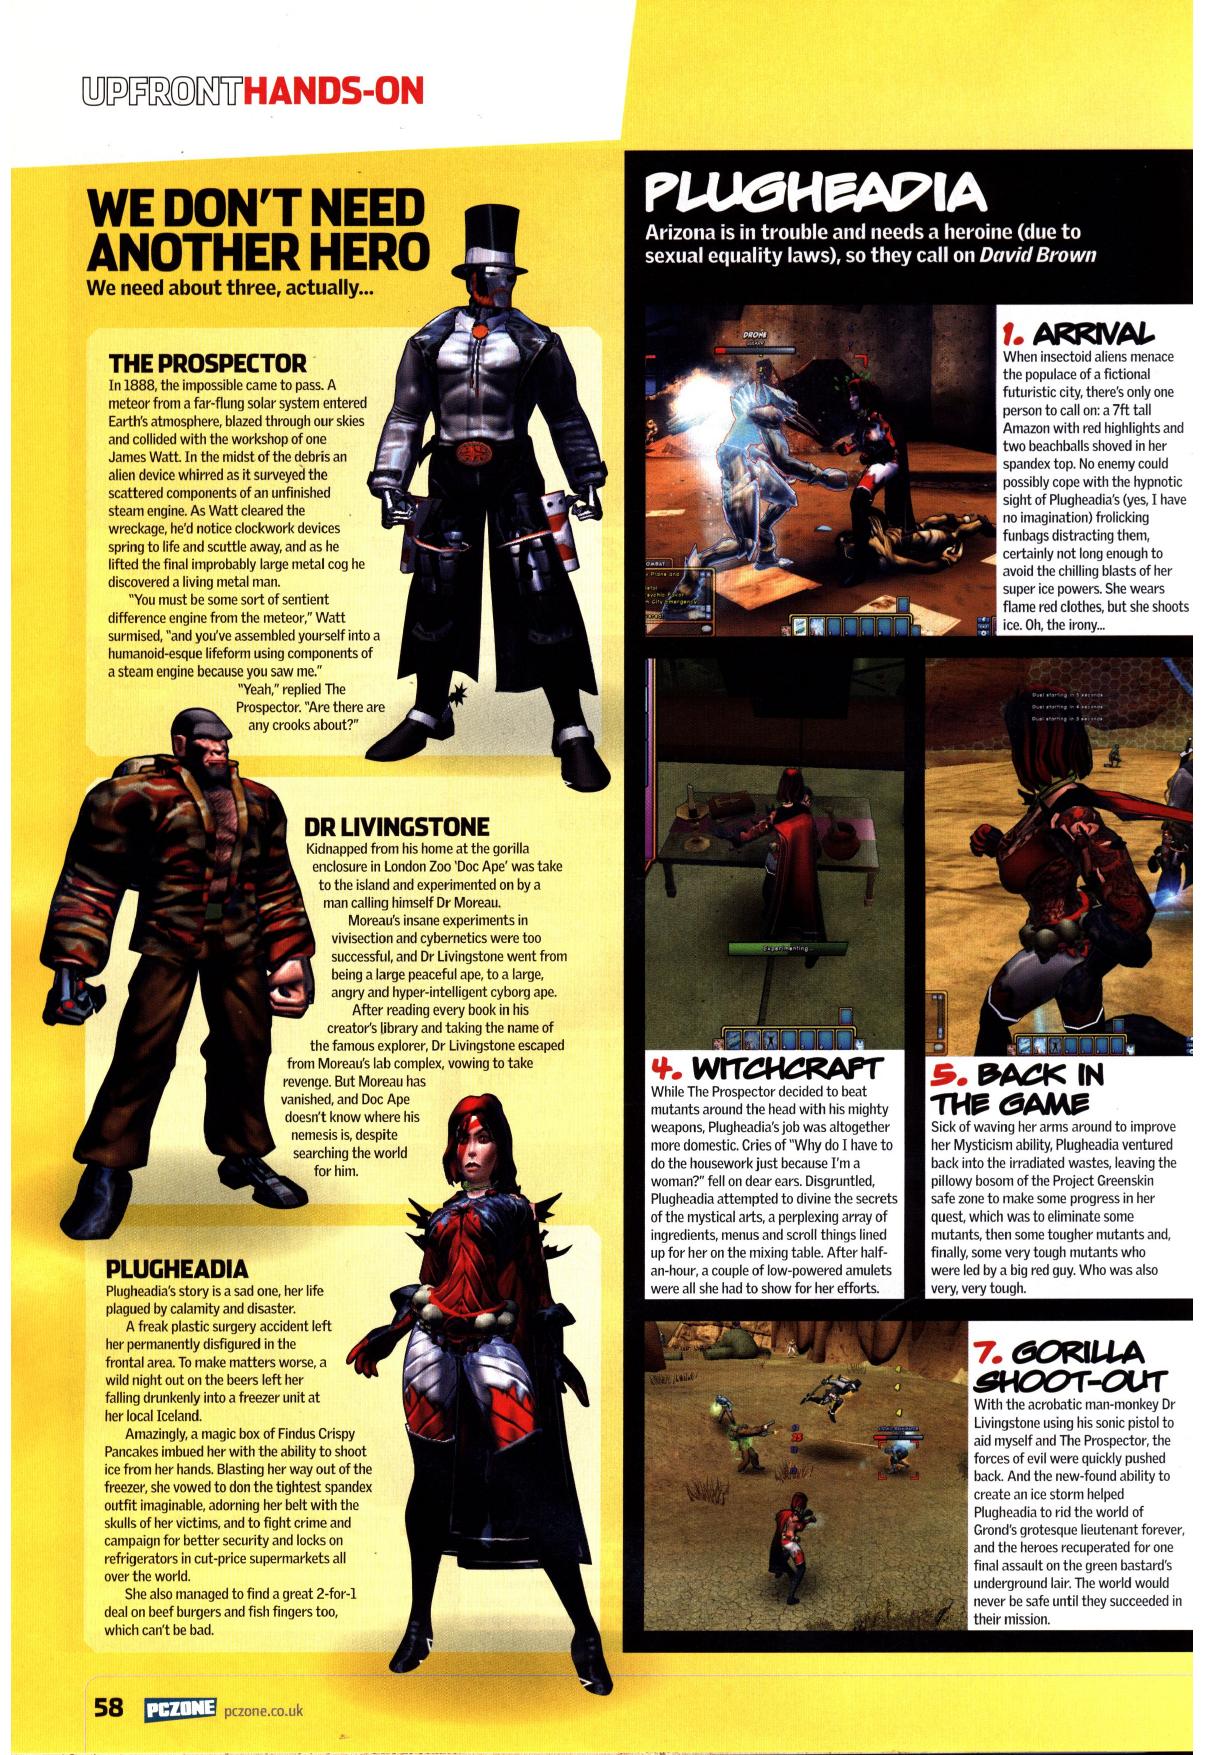 UPFRONTHANDS-ON
WE DON'T NEED
ANOTHER HERO
We need about three, actually...
THE PROSPECTOR
In 1888, the impossible came to pass. A
meteor from a far-flung solar system entered
Earth's atmosphere, blazed through our skies
and collided with the workshop of one
James Watt. In the midst of the debris an
alien device whirred as it surveyed the
scattered components of an unfinished
steam engine. As Watt cleared the
wreckage, he'd notice clockwork devices
spring to life and scuttle away, and as he
lifted the final improbably large metal cog he
discovered a living metal man.
"You must be some sort of sentient
difference engine from the meteor," Watt
surmised, "and you've assembled yourself into a
humanoid-esque lifeform using components of
a steam engine because you saw me."
"Yeah," replied The
Prospector. "Are there are
any crooks about?"
DR LIVINGSTONE
Kidnapped from his home at the gorilla
enclosure in London Zoo 'Doc Ape' was take
to the island and experimented on by a
man calling himself Dr Moreau.
Moreau's insane experiments in
vivisection and cybernetics were too
successful, and Dr Livingstone went from
being a large peaceful ape, to a large,
angry and hyper-intelligent cyborg ape.
After reading every book in his
creator's library and taking the name of
the famous explorer, Dr Livingstone escaped
from Moreau's lab complex, vowing to take
revenge. But Moreau has
vanished, and Doc Ape
doesn't know where his
nemesis is, despite
searching the world
for him.
PLUGHEADIA
Plugheadia's story is a sad one, her life
plagued by calamity and disaster.
A freak plastic surgery accident left
her permanently disfigured in the
frontal area. To make matters worse, a
wild night out on the beers left her
falling drunkenly into a freezer unit at
her local Iceland.
Amazingly, a magic box of Findus Crispy
Pancakes imbued her with the ability to shoot
ice from her hands. Blasting her way out of the
freezer, she vowed to don the tightest spandex
outfit imaginable, adorning her belt with the
skulls of her victims, and to fight crime and
campaign for better security and locks on
refrigerators in cut-price supermarkets all
over the world.
She also managed to find a great 2-for-1
deal on beef burgers and fish fingers too,
which can't be bad.
PLUGHEADIA
Arizona is in trouble and needs a heroine (due to
sexual equality laws), so they call on David Brown
DRONE
1. ARRIVAL
When insectoid aliens menace
the populace of a fictional
futuristic city, there's only one
person to call on: a 7ft tall
Amazon with red highlights and
two beachballs shoved in her
spandex top. No enemy could
possibly cope with the hypnotic
sight of Plugheadia's (yes, I have
no imagination) frolicking
funbags distracting them,
certainly not long enough to
avoid the chilling blasts of her
super ice powers. She wears
flame red clothes, but she shoots
ice. Oh, the irony...
Experimenting...
4. WITCHCRAFT
While The Prospector decided to beat
mutants around the head with his mighty
weapons, Plugheadia's job was altogether
more domestic. Cries of "Why do I have to
do the housework just because I'm a
woman?" fell on dear ears. Disgruntled,
Plugheadia attempted to divine the secrets
of the mystical arts, a perplexing array of
ingredients, menus and scroll things lined
up for her on the mixing table. After half-
an-hour, a couple of low-powered amulets
were all she had to show for her efforts.
Duel starting in 5 seconds
Duel starting in 4 seconds
Duel starting in 3 seconds
5. BACK IN
THE GAME
Sick of waving her arms around to improve
her Mysticism ability, Plugheadia ventured
back into the irradiated wastes, leaving the
pillowy bosom of the Project Greenskin
safe zone to make some progress in her
quest, which was to eliminate some
mutants, then some tougher mutants and,
finally, some very tough mutants who
were led by a big red guy. Who was also
very, very tough.
7. GORILLA
SHOOT-OUT
With the acrobatic man-monkey Dr
Livingstone using his sonic pistol to
aid myself and The Prospector, the
forces of evil were quickly pushed
back. And the new-found ability to
create an ice storm helped
Plugheadia to rid the world of
Grond's grotesque lieutenant forever,
and the heroes recuperated for one
final assault on the green bastard's
underground lair. The world would
never be safe until they succeeded in
their mission.
58 PCZONE pczone.co.uk